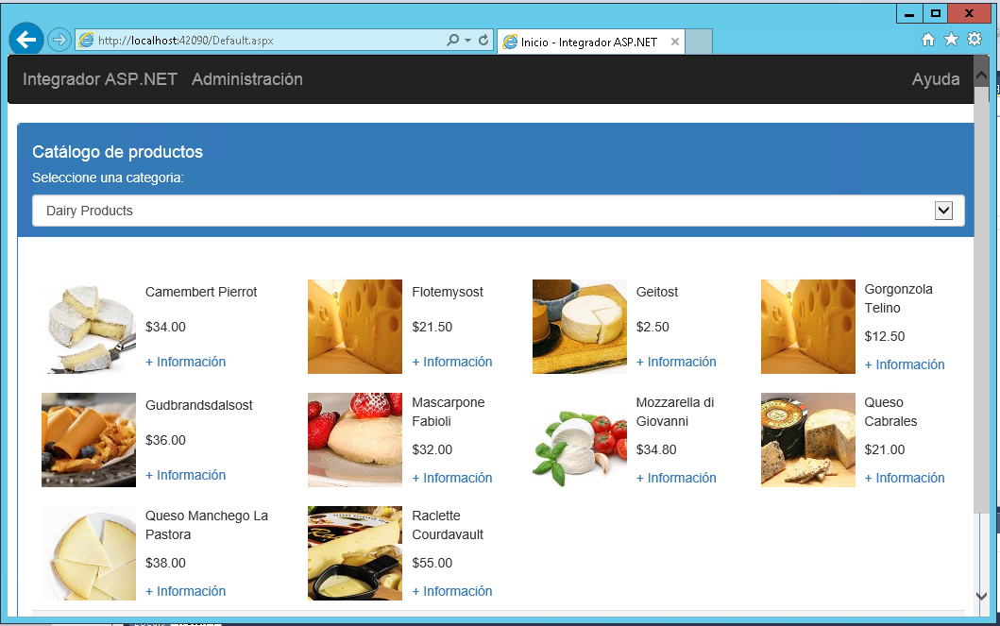 http://localhost:42090/Default.aspx
Inicio - Integrador ASP.NET
Integrador ASP.NET Administración Ayuda
Catálogo de productos
Seleccione una categoria:
Dairy Products
Camembert Pierrot
$34.00
+ Información
Flotemysost
$21.50
+ Información
Geitost
$2.50
+ Información
Gorgonzola
Telino
$12.50
+ Información
Gudbrandsdalsost
$36.00
+ Información
Mascarpone
Fabioli
$32.00
+ Información
Mozzarella di
Giovanni
$34.80
+ Información
Queso
Cabrales
$21.00
+ Información
Queso Manchego La
Pastora
$38.00
+ Información
Raclette
Courdavault
$55.00
+ Información